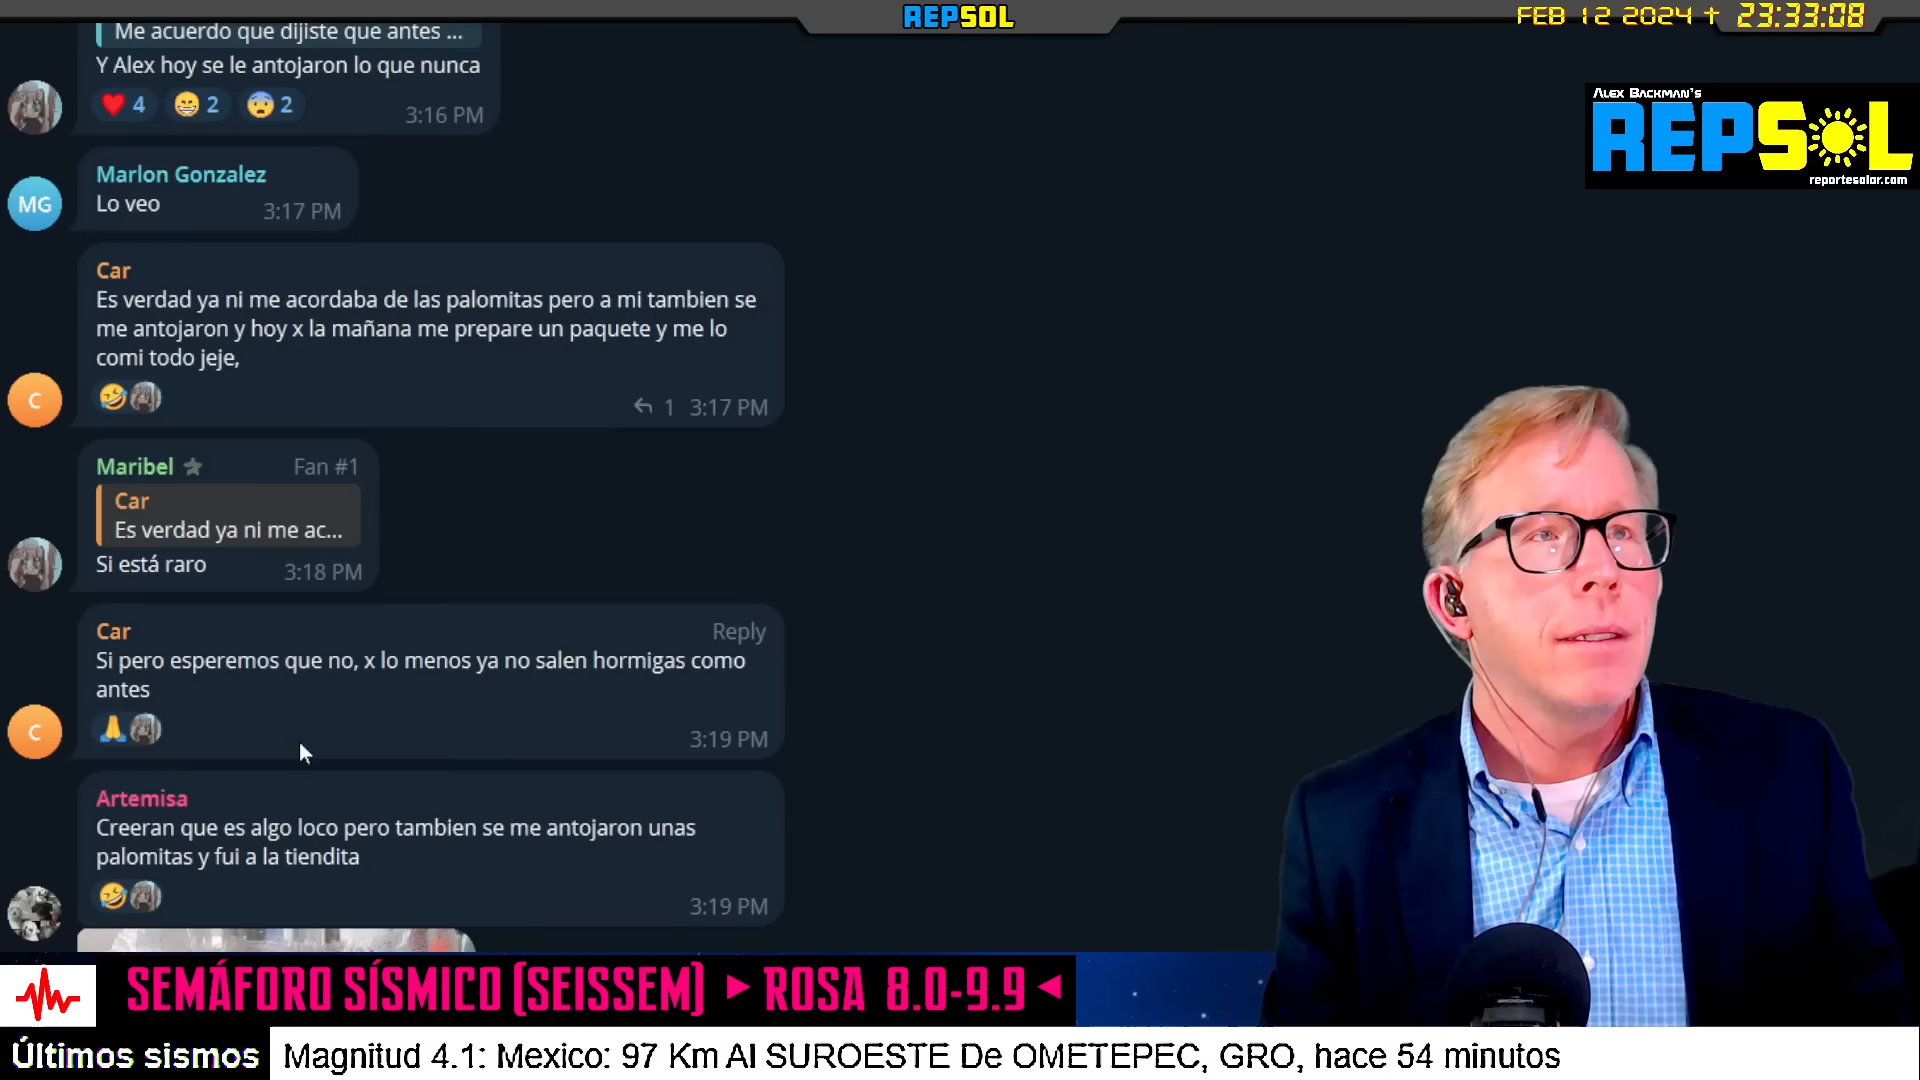 REPSOL
FEB 12 2024 † 23:33:08
ALEX BACKMAN'S
REPSOL
reportesolar.com
Me acuerdo que dijiste que antes ...
Y Alex hoy se le antojaron lo que nunca
4 2 2
3:16 PM
MG
Marlon Gonzalez
Lo veo
3:17 PM
Car
Es verdad ya ni me acordaba de las palomitas pero a mi tambien se
me antojaron y hoy x la mañana me prepare un paquete y me lo
comi todo jeje,
C
1 3:17 PM
Maribel Fan #1
Car
Es verdad ya ni me ac...
Si está raro
3:18 PM
Car Reply
Si pero esperemos que no, x lo menos ya no salen hormigas como
antes
C
3:19 PM
Artemisa
Creeran que es algo loco pero tambien se me antojaron unas
palomitas y fui a la tiendita
3:19 PM
SEMÁFORO SÍSMICO (SEISSEM) ► ROSA 8.0-9.9 ◄
Últimos sismos Magnitud 4.1: Mexico: 97 Km Al SUROESTE De OMETEPEC, GRO, hace 54 minutos